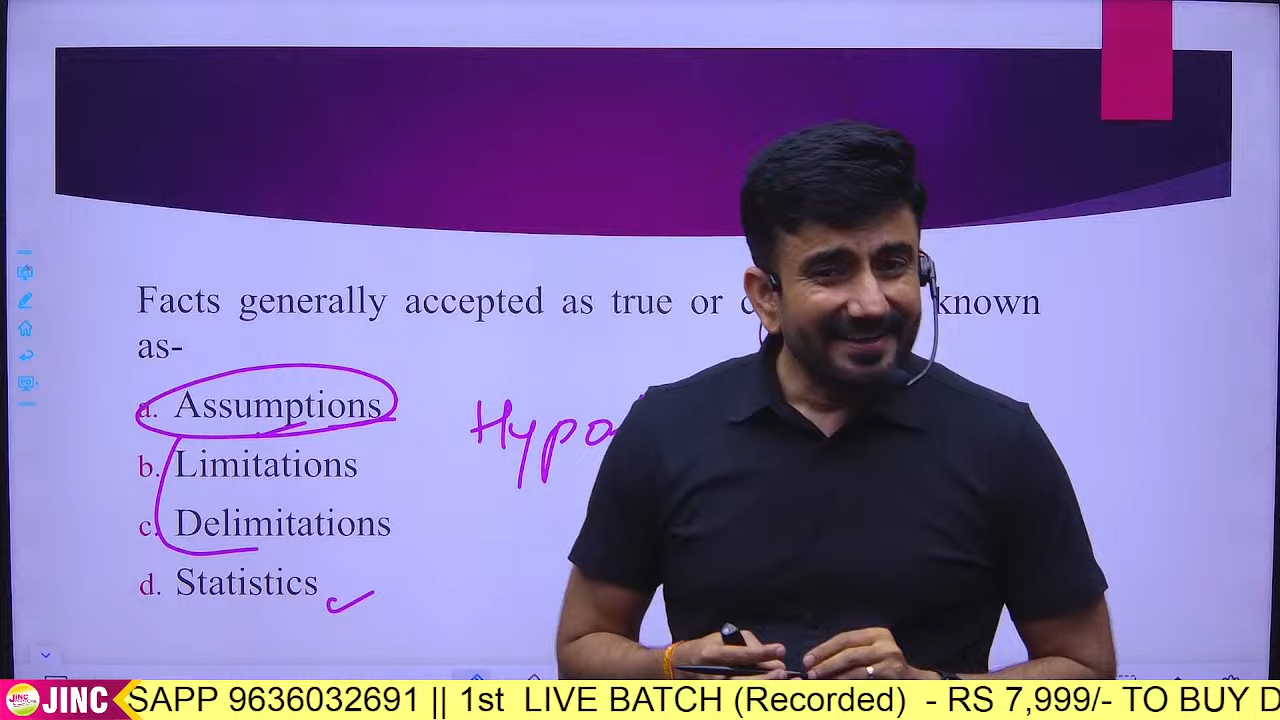 Facts generally accepted as true or known
as-
a. Assumptions
b. Limitations
c. Delimitations
d. Statistics
JINC
JINC SAPP 9636032691 || 1st LIVE BATCH (Recorded) - RS 7,999/- TO BUY D